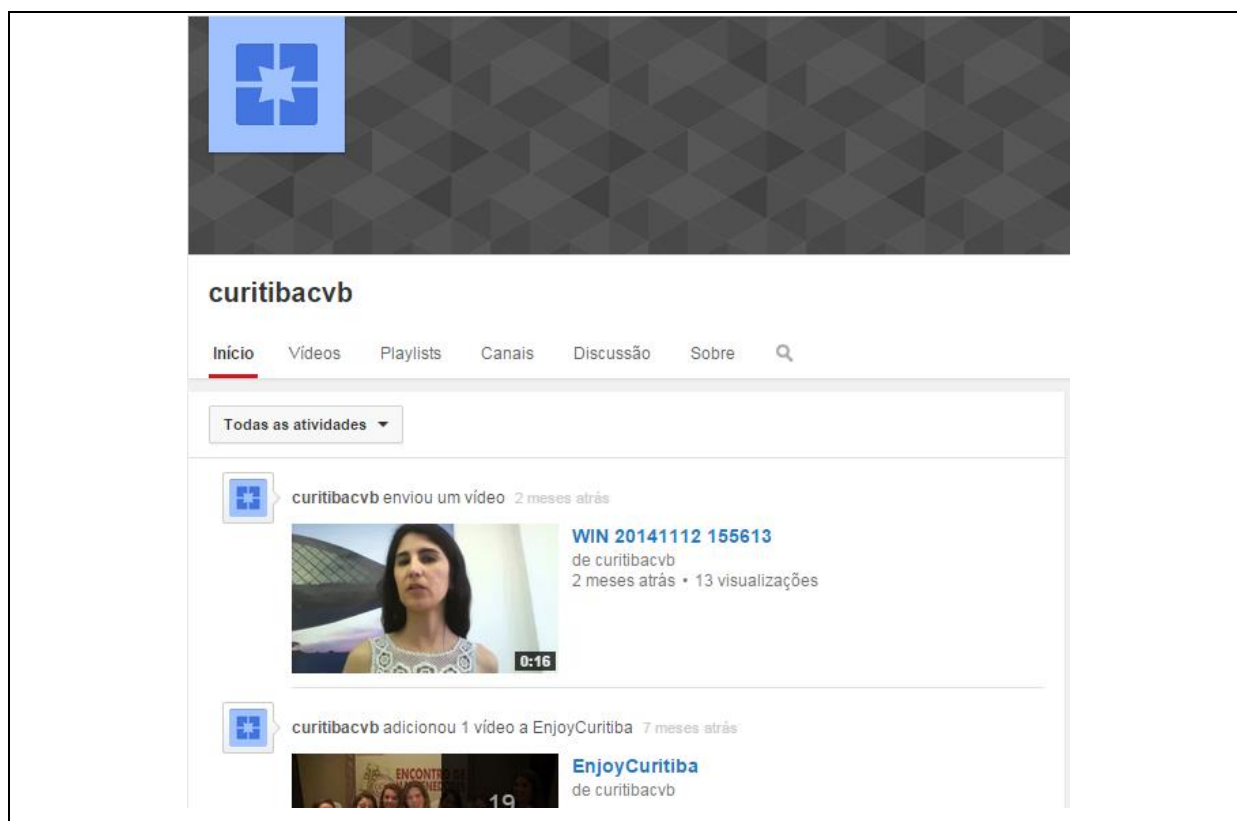 curitibacvb
Início Vídeos Playlists Canais Discussão Sobre
Todas as atividades
curitibacvb enviou um vídeo 2 meses atrás
WIN 20141112 155613
de curitibacvb
2 meses atrás • 13 visualizações
0:16
curitibacvb adicionou 1 vídeo a EnjoyCuritiba 7 meses atrás
EnjoyCuritiba
de curitibacvb
ENCONTRO DE
19